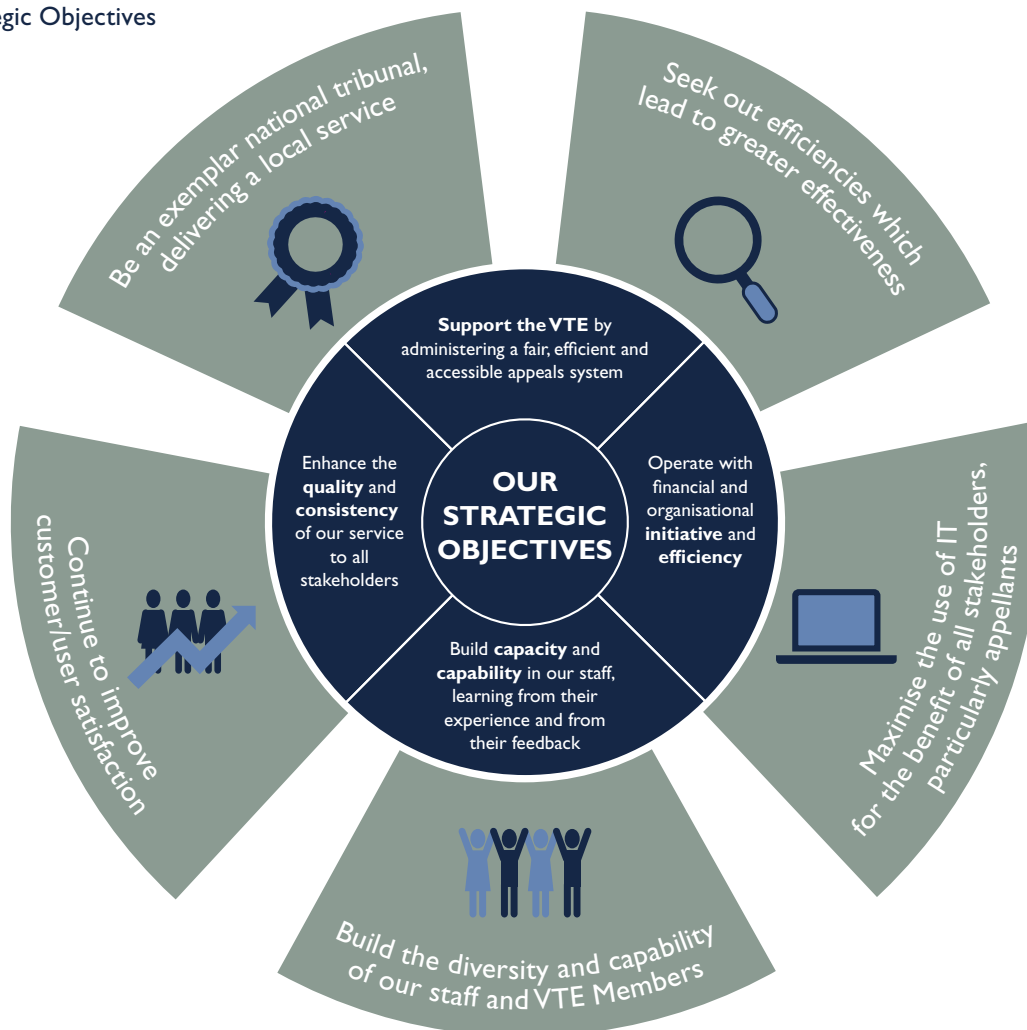 egic Objectives
Be an exemplar national tribunal,
delivering a local service
Seek out efficiencies which
lead to greater effectiveness
Support the VTE by
administering a fair, efficient and
accessible appeals system
Enhance the
quality and
consistency
of our service
to all
stakeholders
OUR
STRATEGIC
OBJECTIVES
Operate with
financial and
organisational
initiative and
efficiency
Build capacity and
capability in our staff,
learning from their
experience and from
their feedback
Continue to improve
customer/user satisfaction
Maximise the use of IT
for the benefit of all stakeholders,
particularly appellants
Build the diversity and capability
of our staff and VTE Members